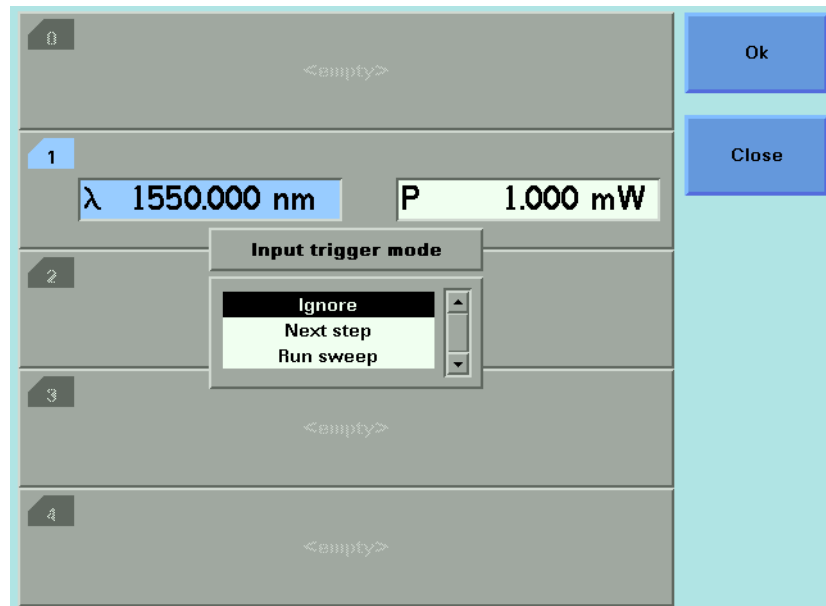 0
<empty>
Ok
1
Close
λ 1550.000 nm
P 1.000 mW
Input trigger mode
2
Ignore
Next step
Run sweep
3
<empty>
4
<empty>